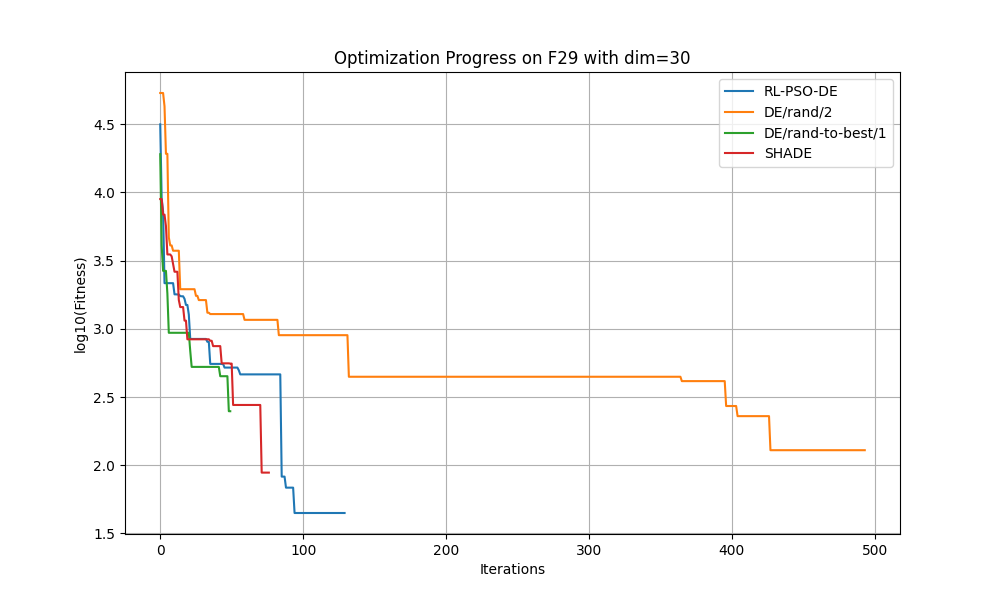 Optimization Progress on F29 with dim=30
RL-PSO-DE
DE/rand/2
DE/rand-to-best/1
SHADE
log10(Fitness)
4.5
4.0
3.5
3.0
2.5
2.0
1.5
0 100 200 300 400 500
Iterations